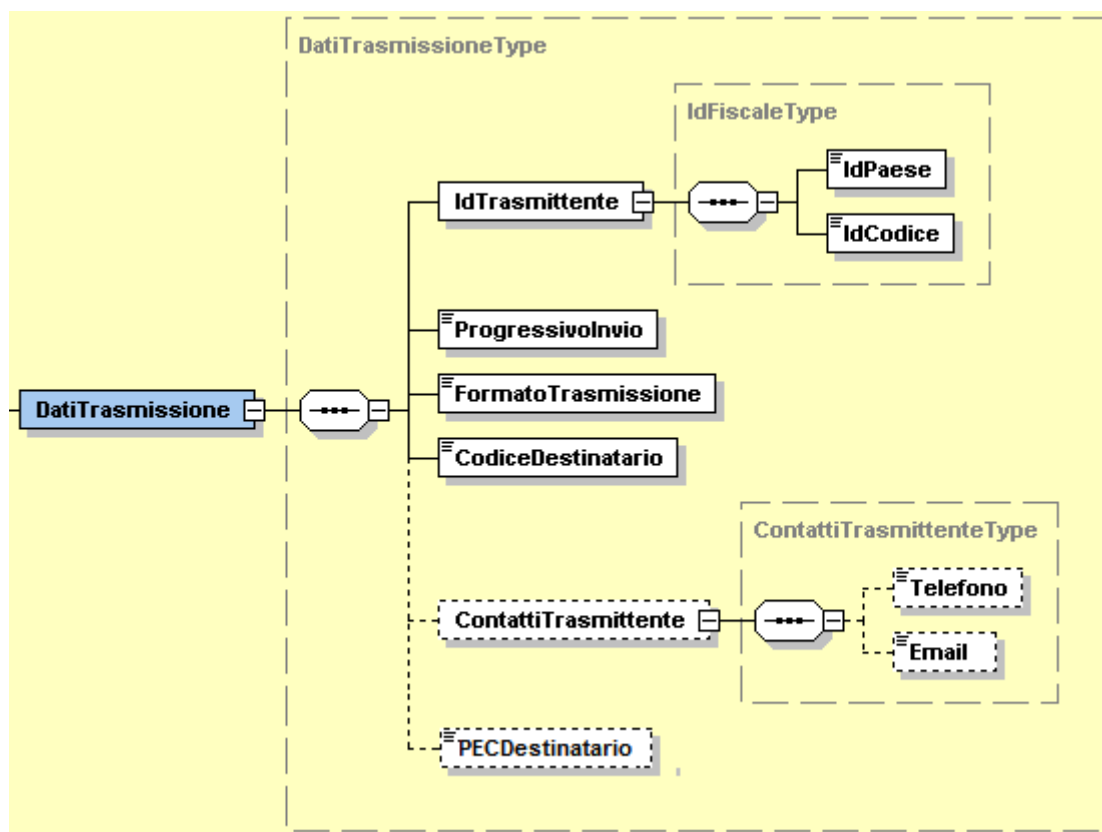 DatiTrasmissioneType
IdFiscaleType
IdPaese
IdTrasmittente
IdCodice
ProgressivoInvio
FormatoTrasmissione
DatiTrasmissione
CodiceDestinatario
ContattiTrasmittenteType
Telefono
ContattiTrasmittente
Email
PECDestinatario